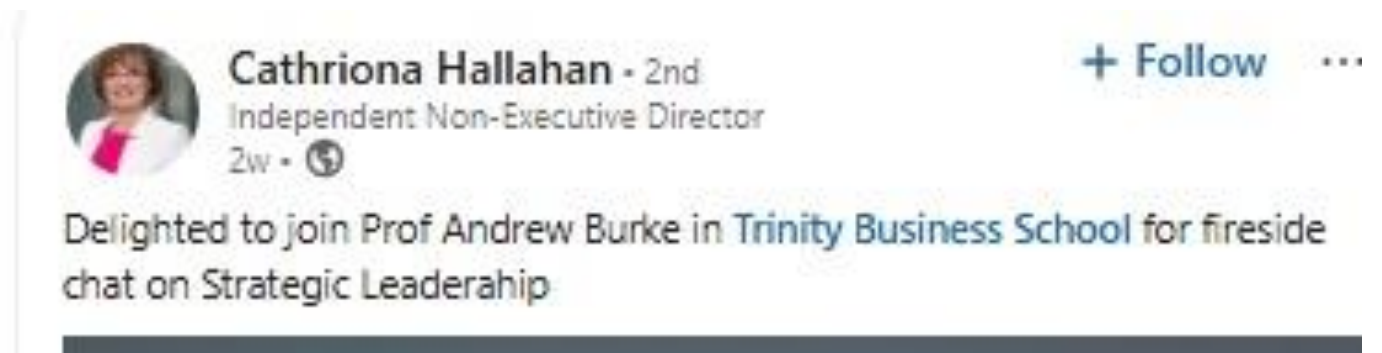 Cathriona Hallahan • 2nd
+ Follow ...
Independent Non-Executive Director
2w •
Delighted to join Prof Andrew Burke in Trinity Business School for fireside
chat on Strategic Leaderahip